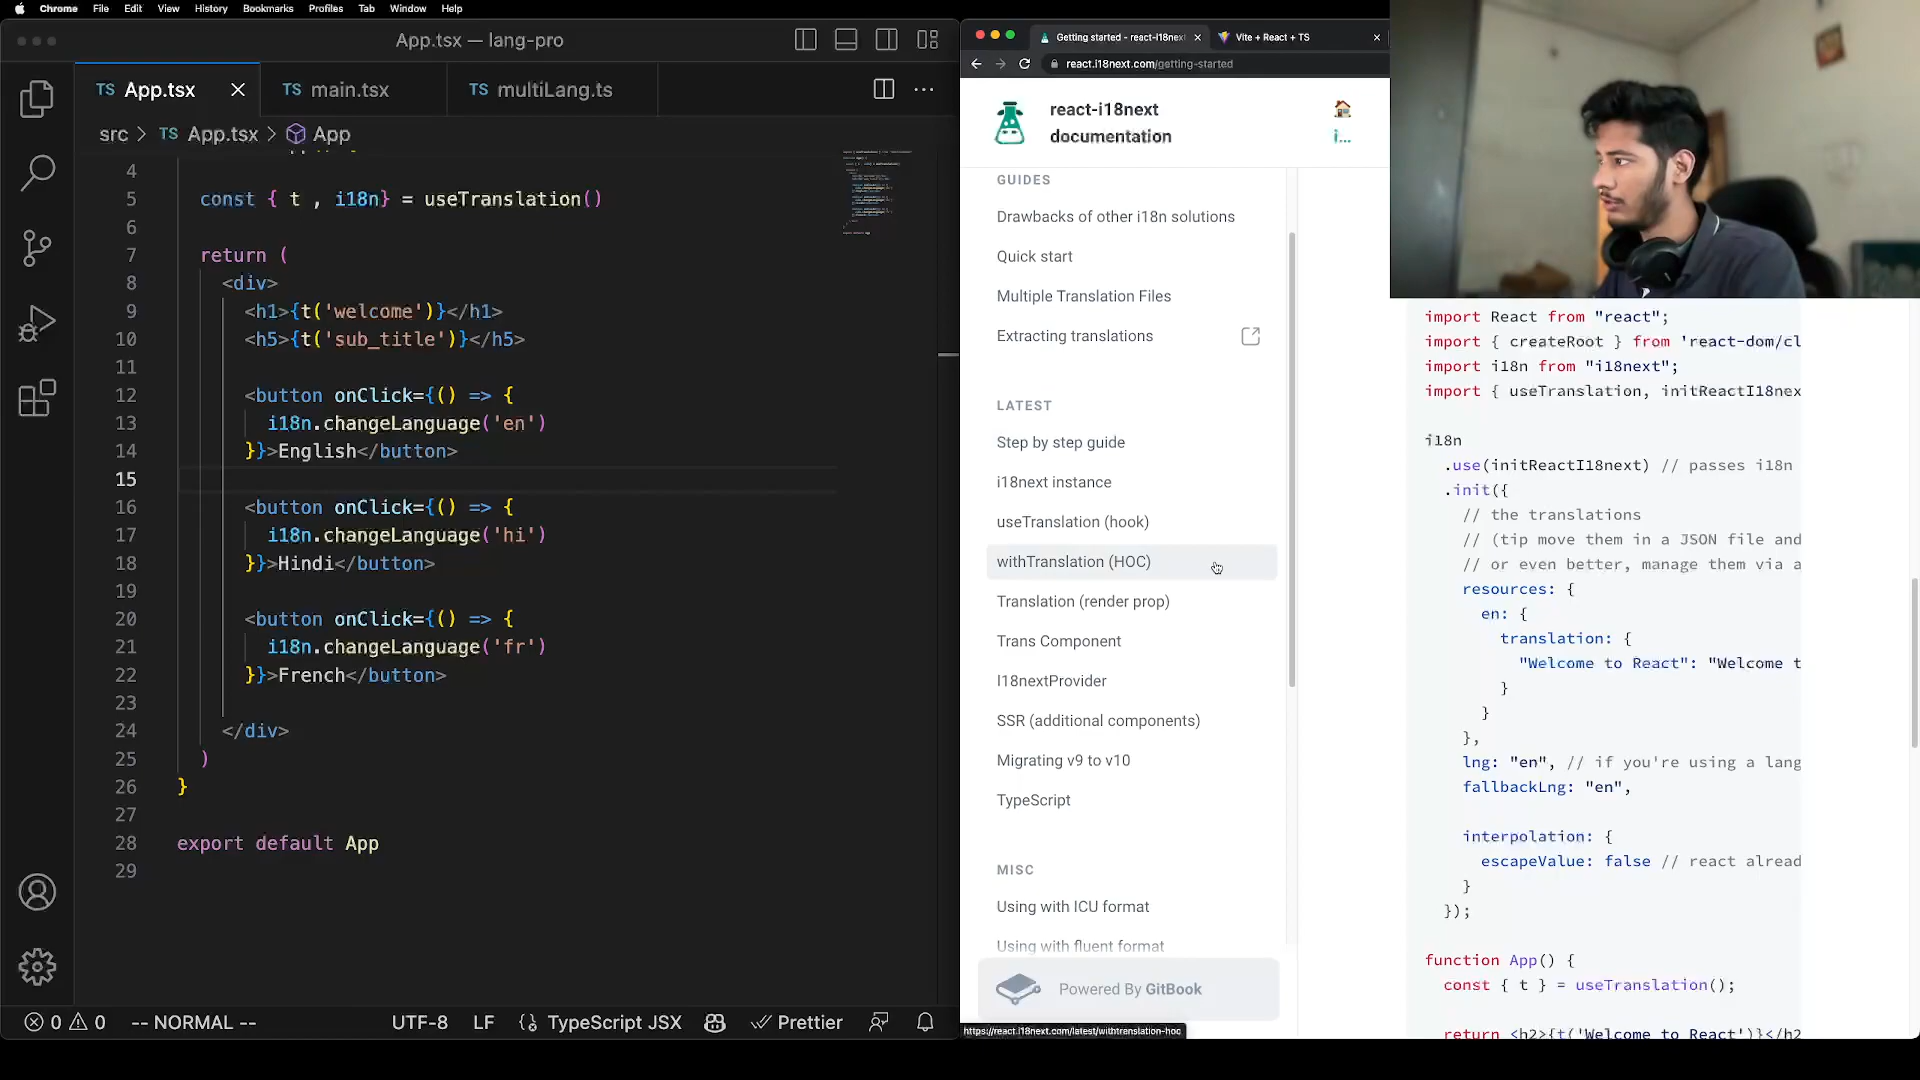 Chrome File Edit View History Bookmarks Profiles Tab Window Help
App.tsx — lang-pro
TS App.tsx
TS main.tsx
TS multiLang.ts
src > TS App.tsx > App
4
5 const { t , i18n} = useTranslation()
6
7 return (
8 <div>
9 <h1>{t('welcome')}</h1>
10 <h5>{t('sub_title')}</h5>
11
12 <button onClick={() => {
13 i18n.changeLanguage('en')
14 }}>English</button>
15
16 <button onClick={() => {
17 i18n.changeLanguage('hi')
18 }}>Hindi</button>
19
20 <button onClick={() => {
21 i18n.changeLanguage('fr')
22 }}>French</button>
23
24 </div>
25 )
26 }
27
28 export default App
29
0 0 -- NORMAL -- UTF-8 LF TypeScript JSX Prettier
Getting started - react-i18nex
Vite + React + TS
react.i18next.com/getting-started
react-i18next
documentation
i...
GUIDES
Drawbacks of other i18n solutions
Quick start
Multiple Translation Files
Extracting translations
LATEST
Step by step guide
i18next instance
useTranslation (hook)
withTranslation (HOC)
Translation (render prop)
Trans Component
I18nextProvider
SSR (additional components)
Migrating v9 to v10
TypeScript
MISC
Using with ICU format
Using with fluent format
Powered By GitBook
https://react.i18next.com/latest/withtranslation-hoc
import React from "react";
import { createRoot } from 'react-dom/cl
import i18n from "i18next";
import { useTranslation, initReactI18nex
i18n
.use(initReactI18next) // passes i18n
.init({
// the translations
// (tip move them in a JSON file and
// or even better, manage them via a
resources: {
en: {
translation: {
"Welcome to React": "Welcome t
}
}
},
lng: "en", // if you're using a lang
fallbackLng: "en",
interpolation: {
escapeValue: false // react alread
}
});
function App() {
const { t } = useTranslation();
return <h2>{t('Welcome to React')}</h2